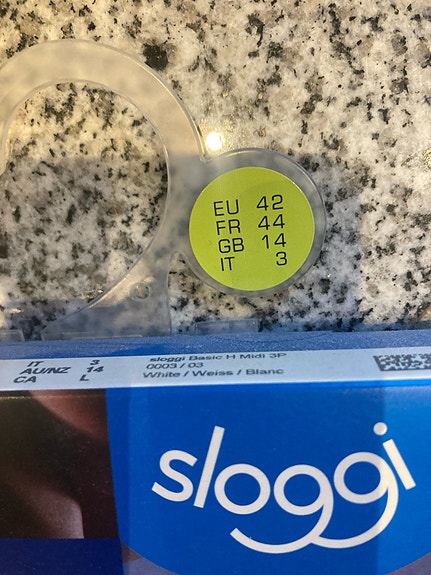 EU 42
FR 44
GB 14
IT 3
IT 3 sloggi Basic H Midi 3P
AU/NZ 14 0003 / 03
CA L White / Weiss / Blanc
sloggi